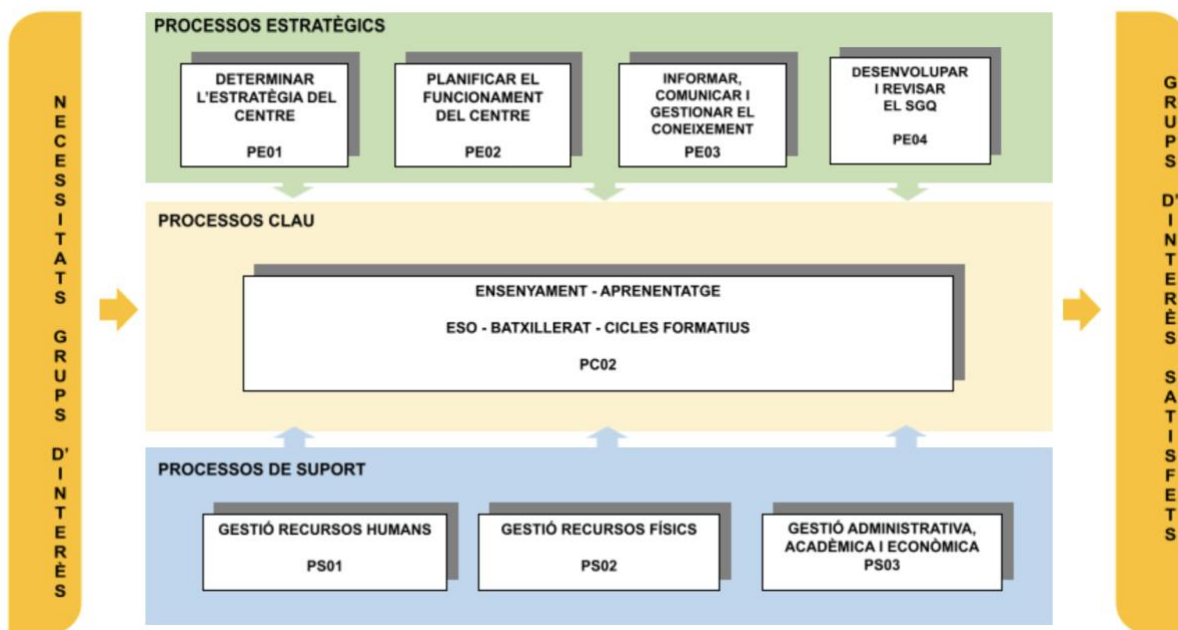 NECESSITATS GRUPS D'INTERÈS
PROCESSOS ESTRATÈGICS
DETERMINAR
L'ESTRATÈGIA DEL
CENTRE
PE01
PLANIFICAR EL
FUNCIONAMENT
DEL CENTRE
PE02
INFORMAR,
COMUNICAR I
GESTIONAR EL
CONEIXEMENT
PE03
DESENVOLUPAR
I REVISAR
EL SGQ
PE04
PROCESSOS CLAU
ENSENYAMENT - APRENENTATGE
ESO - BATXILLERAT - CICLES FORMATIUS
PC02
PROCESSOS DE SUPORT
GESTIÓ RECURSOS HUMANS
PS01
GESTIÓ RECURSOS FÍSICS
PS02
GESTIÓ ADMINISTRATIVA,
ACADÈMICA I ECONÒMICA
PS03
GRUPS D'INTERÈS SATISFETS